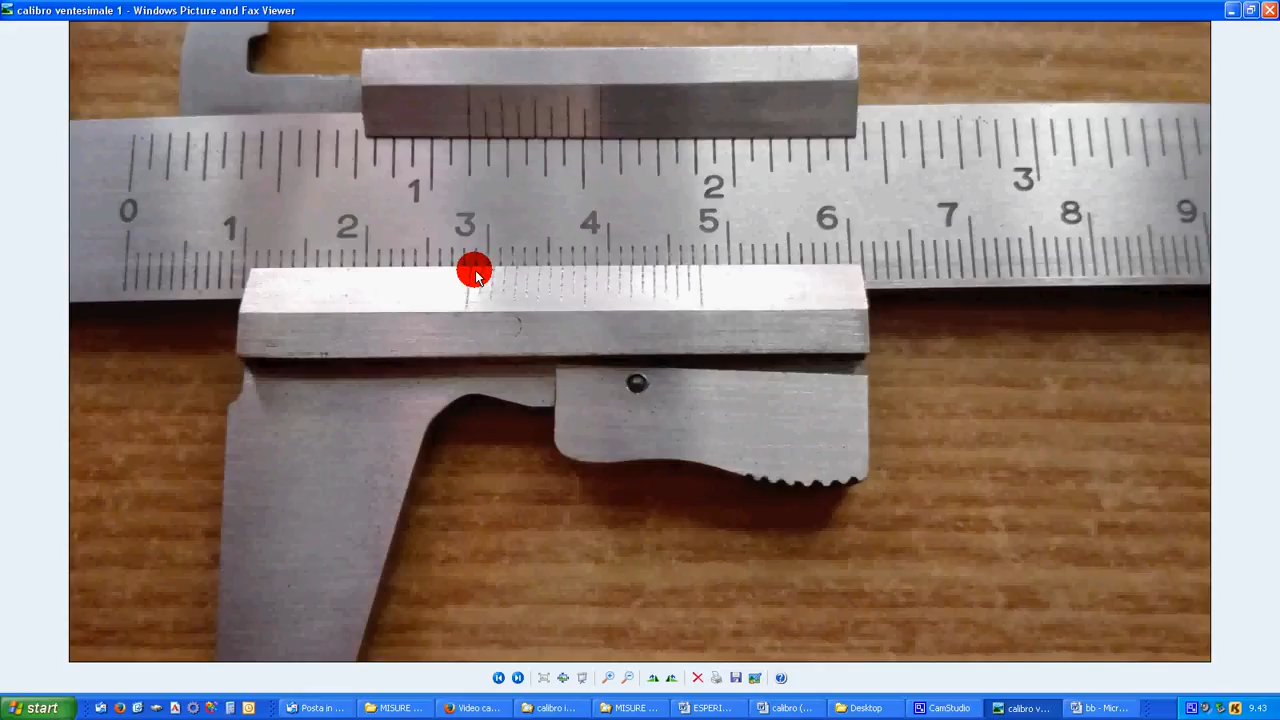 calibro ventesimale 1 - Windows Picture and Fax Viewer
1 2 3
0 1 2 3 4 5 6 7 8 9
start
Posta in ...
MISURE ...
Video ca...
calibro i...
MISURE ...
ESPERI...
calibro (...
Desktop
CamStudio
calibro v...
bb - Micr...
9.43